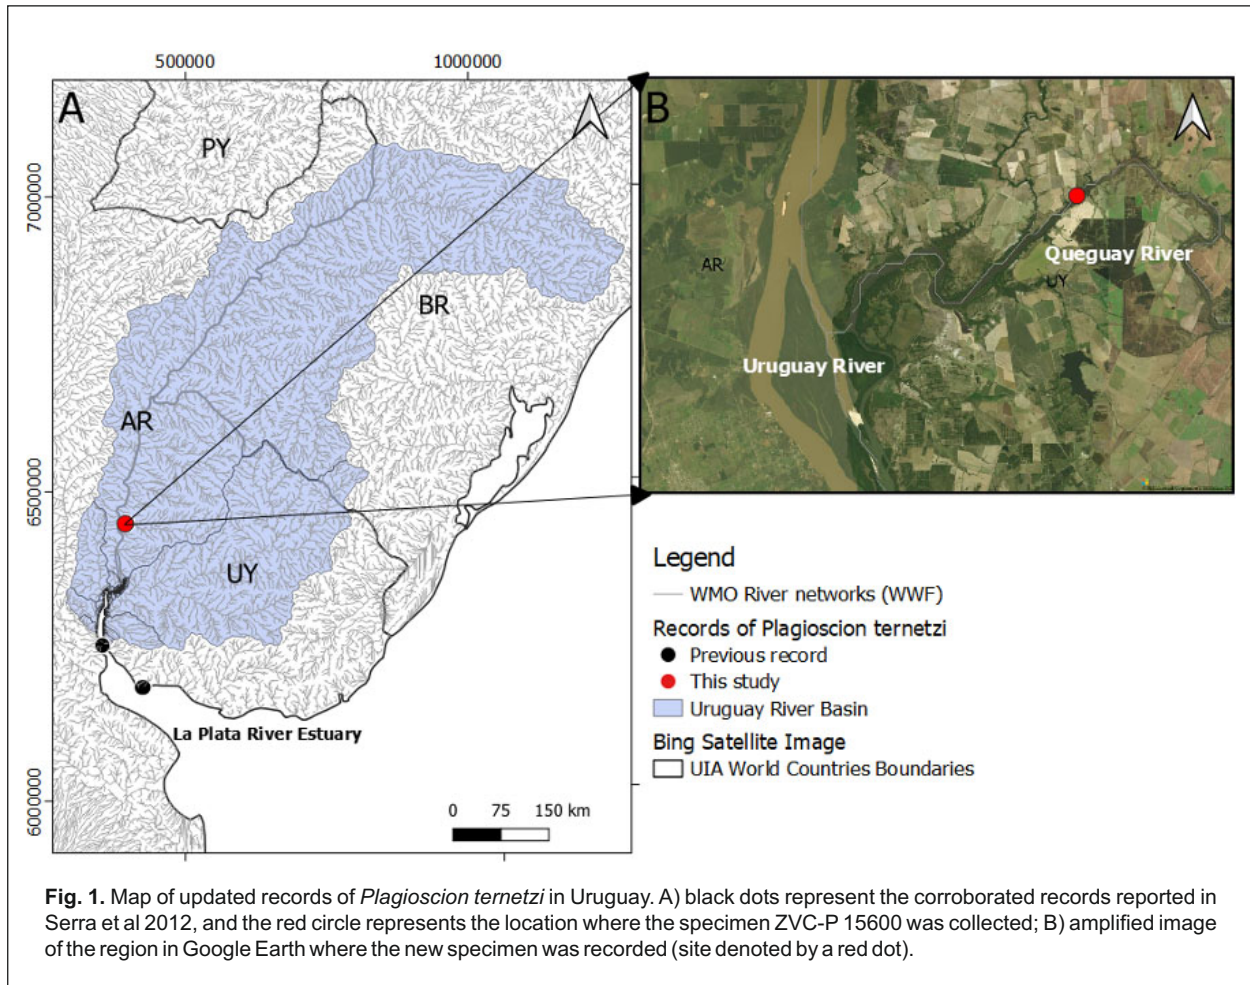 500000
1000000
A
PY
7000000
BR
AR
6500000
UY
La Plata River Estuary
6000000
0 75 150 km
B
AR
Queguay River
UY
Uruguay River
Legend
WMO River networks (WWF)
Records of Plagioscion ternetzi
Previous record
This study
Uruguay River Basin
Bing Satellite Image
UIA World Countries Boundaries
Fig. 1. Map of updated records of Plagioscion ternetzi in Uruguay. A) black dots represent the corroborated records reported in
Serra et al 2012, and the red circle represents the location where the specimen ZVC-P 15600 was collected; B) amplified image
of the region in Google Earth where the new specimen was recorded (site denoted by a red dot).